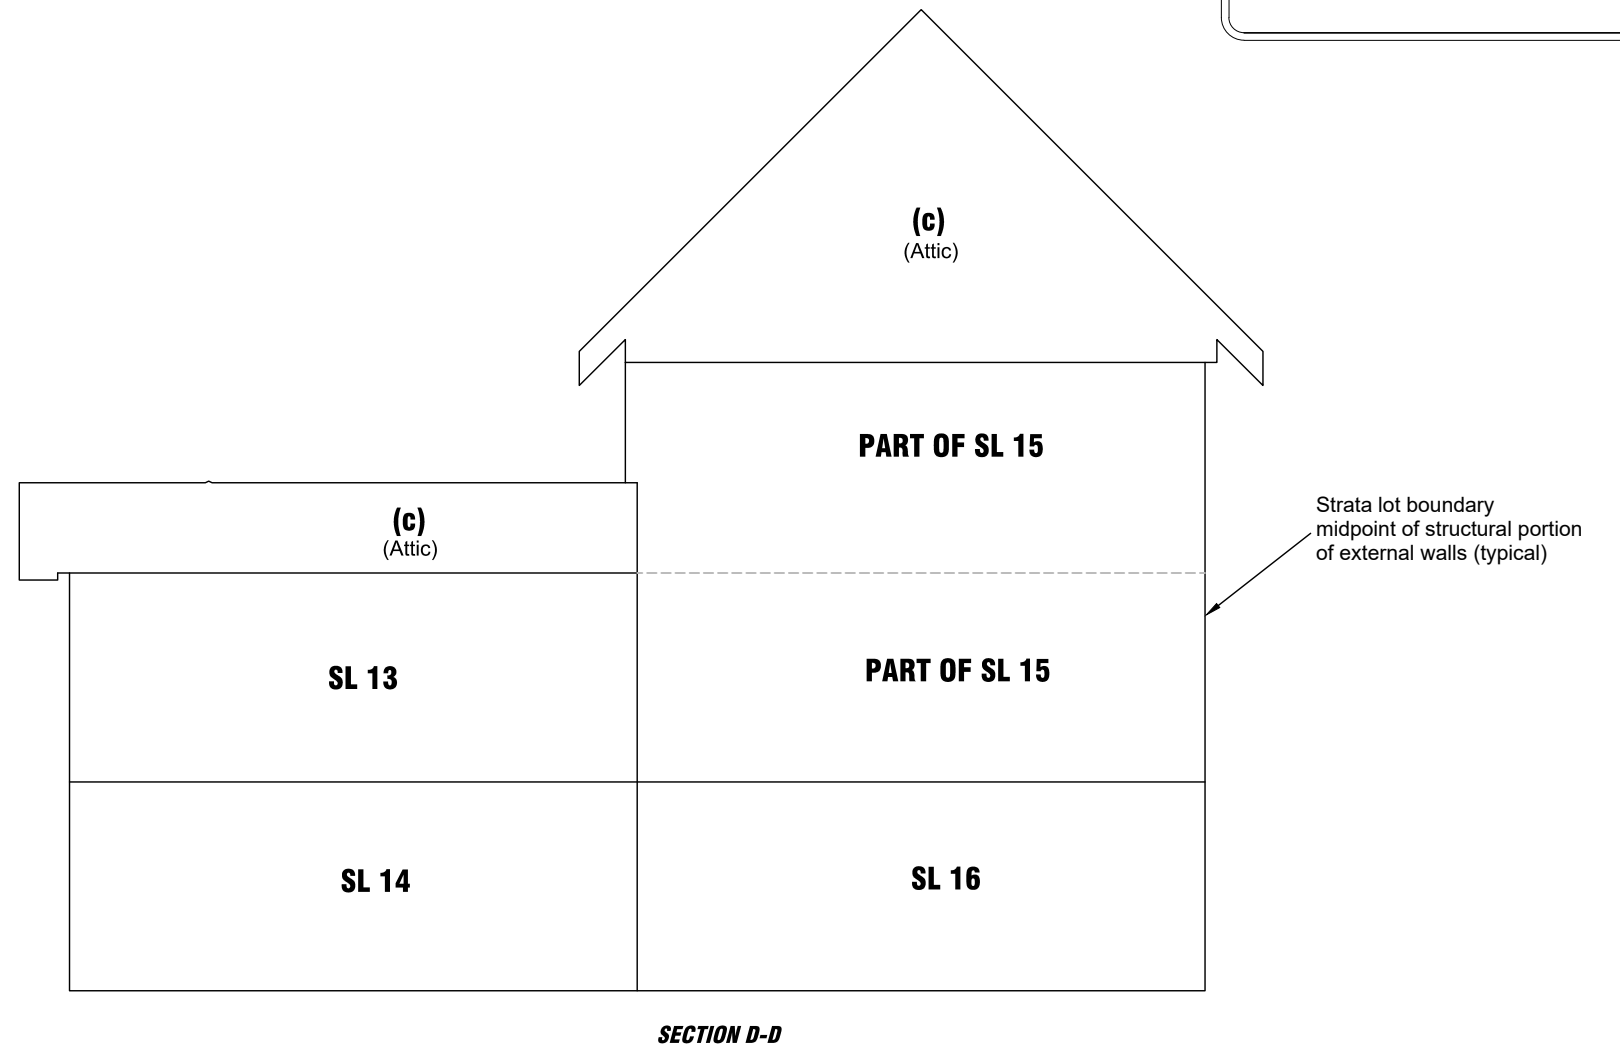 (c)
(Attic)
PART OF SL 15
(c)
(Attic)
Strata lot boundary
midpoint of structural portion
of external walls (typical)
SL 13
PART OF SL 15
SL 14
SL 16
SECTION D-D